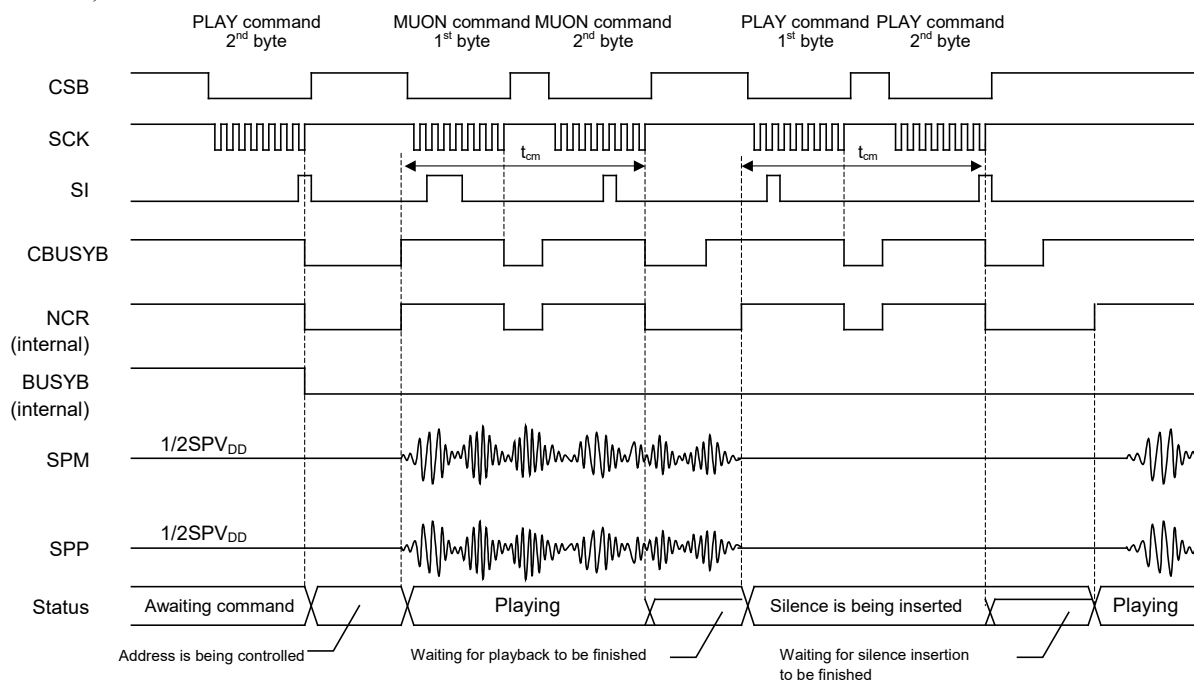 PLAY command
2nd byte
MUON command
1st byte
MUON command
2nd byte
PLAY command
1st byte
PLAY command
2nd byte
CSB
SCK
tcm
tcm
SI
CBUSYB
NCR
(internal)
BUSYB
(internal)
1/2SPVDD
SPM
1/2SPVDD
SPP
Status
Awaiting command
Playing
Silence is being inserted
Playing
Address is being controlled
Waiting for playback to be finished
Waiting for silence insertion
to be finished